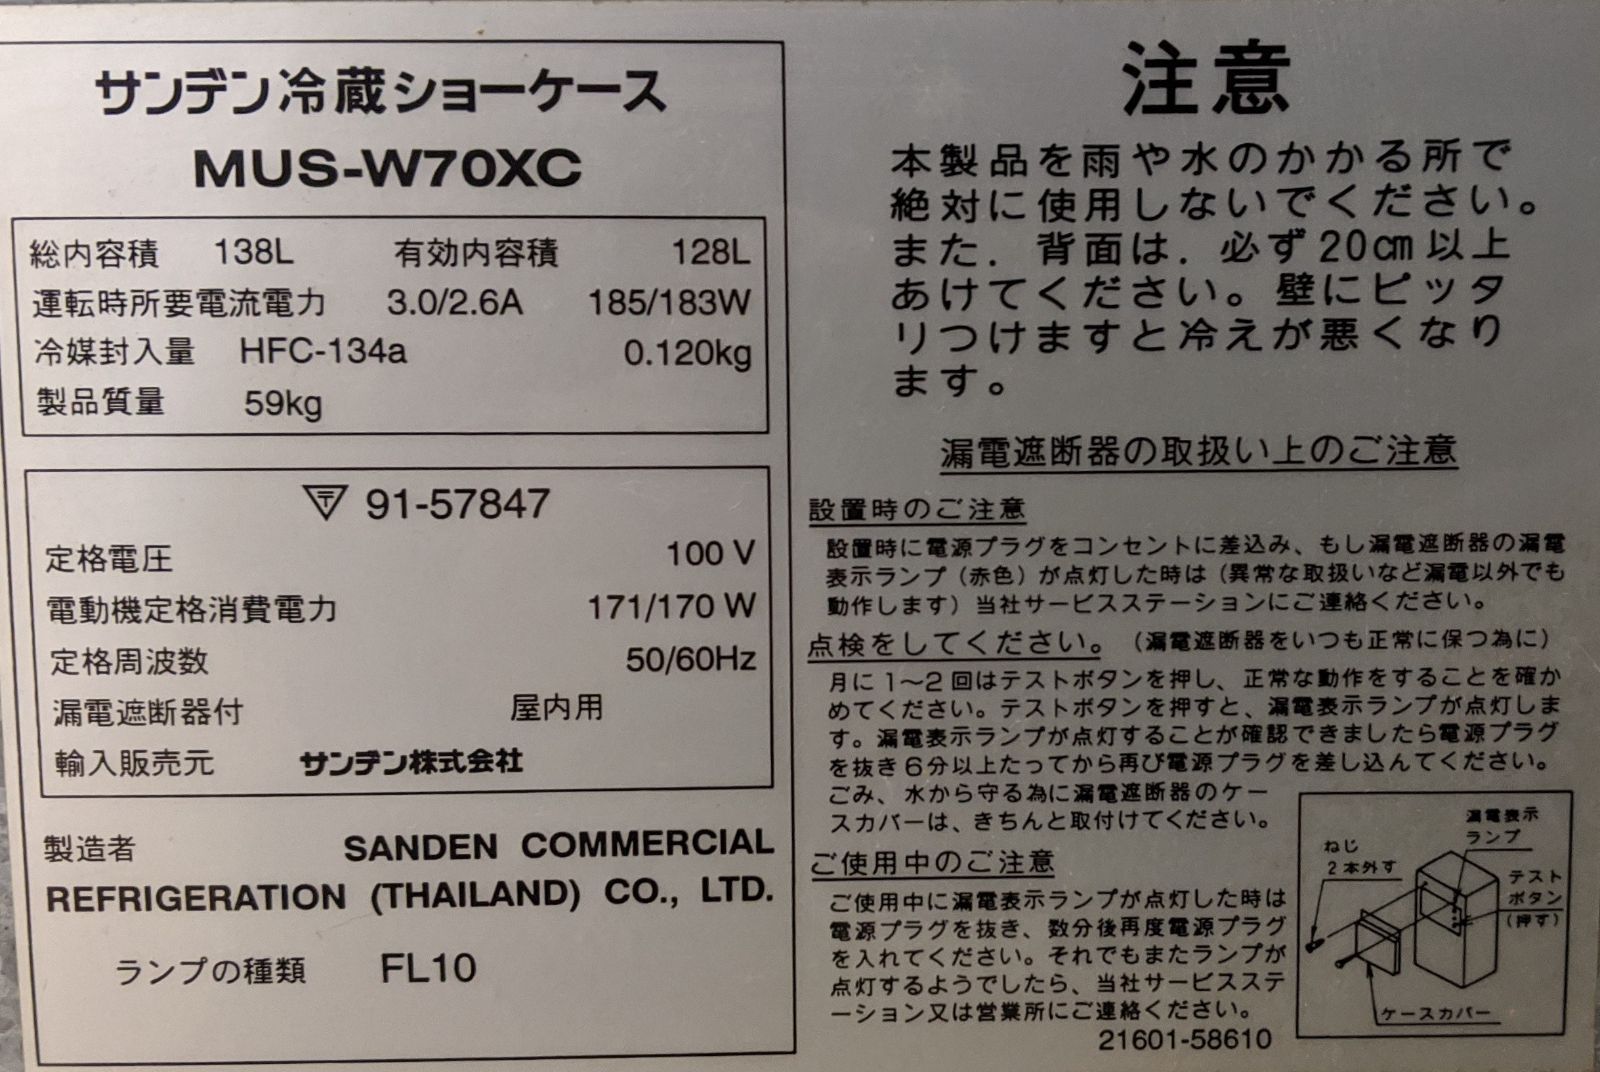 サンデン冷蔵ショーケース
MUS-W70XC
総内容積 138L 有効内容積 128L
運転時所要電流電力 3.0/2.6A 185/183W
冷媒封入量 HFC-134a 0.120kg
製品質量 59kg
〒 91-57847
定格電圧 100 V
電動機定格消費電力 171/170 W
定格周波数 50/60Hz
漏電遮断器付 屋内用
輸入販売元 サンデン株式会社
製造者 SANDEN COMMERCIAL
REFRIGERATION (THAILAND) CO., LTD.
ランプの種類 FL10
注意
本製品を雨や水のかかる所で
絶対に使用しないでください。
また．背面は．必ず20㎝以上
あけてください。壁にピッタ
リつけますと冷えが悪くなり
ます。
漏電遮断器の取扱い上のご注意
設置時のご注意
設置時に電源プラグをコンセントに差込み、もし漏電遮断器の漏電
表示ランプ（赤色）が点灯した時は（異常な取扱いなど漏電以外でも
動作します）当社サービスステーションにご連絡ください。
点検をしてください。（漏電遮断器をいつも正常に保つ為に）
月に1～2回はテストボタンを押し、正常な動作をすることを確か
めてください。テストボタンを押すと、漏電表示ランプが点灯しま
す。漏電表示ランプが点灯することが確認できましたら電源プラグ
を抜き6分以上たってから再び電源プラグを差し込んてください。
ごみ、水から守る為に漏電遮断器のケー
スカバーは、きちんと取付けてください。
ご使用中のご注意
ご使用中に漏電表示ランプが点灯した時は
電源プラグを抜き、数分後再度電源プラグ
を入れてください。それでもまたランプが
点灯するようでしたら、当社サービスステ
ーション又は営業所にご連絡ください。
21601-58610
漏電表示
ランプ
ねじ
2本外す
テスト
ボタン
(押す)
ケースカバー